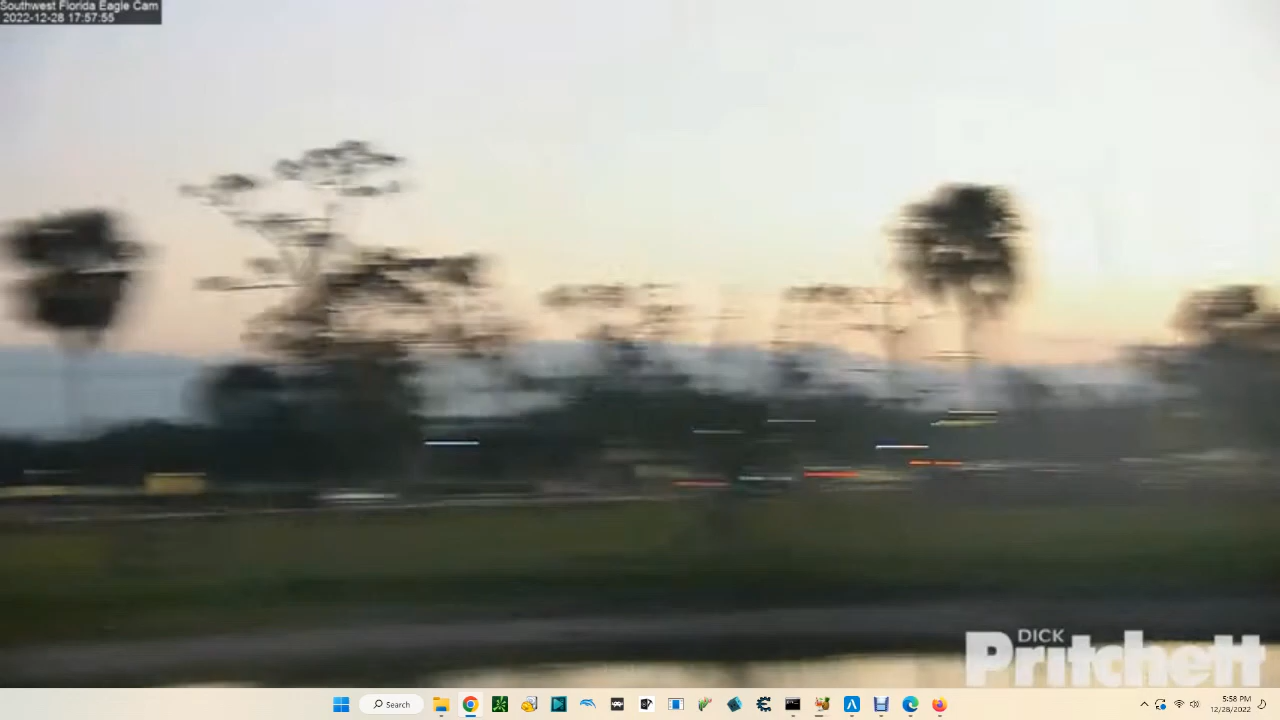 Southwest Florida Eagle Cam
2022-12-28 17:57:55
DICK
Pritchett
Search
5:58 PM
12/28/2022